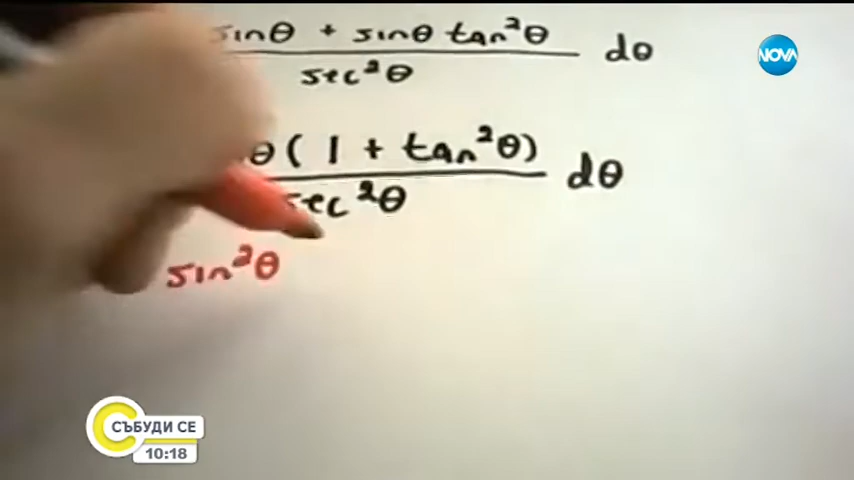 sinθ + sinθ tan²θ dθ
sec²θ
NOVA
θ ( 1 + tan²θ) dθ
sec²θ
sin²θ
СЪБУДИ СЕ
10:18